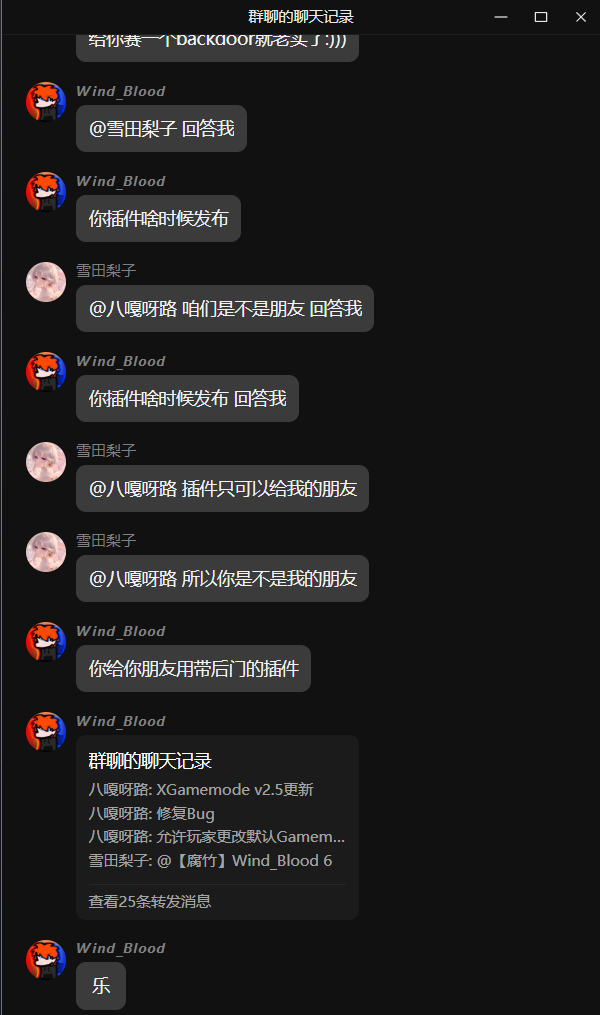 群聊的聊天记录
给你赛一个backdoor就老实了:)))
Wind_Blood
@雪田梨子 回答我
Wind_Blood
你插件啥时候发布
雪田梨子
@八嘎呀路 咱们是不是朋友 回答我
Wind_Blood
你插件啥时候发布 回答我
雪田梨子
@八嘎呀路 插件只可以给我的朋友
雪田梨子
@八嘎呀路 所以你是不是我的朋友
Wind_Blood
你给你朋友用带后门的插件
Wind_Blood
群聊的聊天记录
八嘎呀路: XGamemode v2.5更新
八嘎呀路: 修复Bug
八嘎呀路: 允许玩家更改默认Gamem...
雪田梨子: @【腐竹】Wind_Blood 6
查看25条转发消息
Wind_Blood
乐